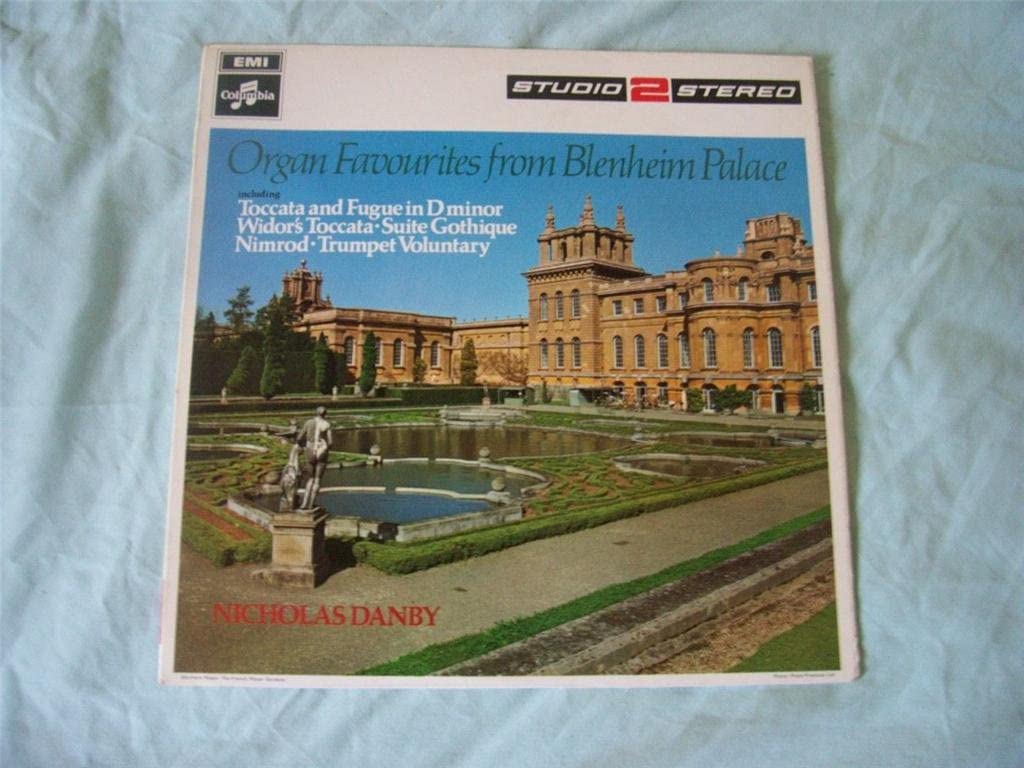 EMI
Columbia
STUDIO 2 STEREO
Organ Favourites from Blenheim Palace
including
Toccata and Fugue in D minor
Widor's Toccata · Suite Gothique
Nimrod · Trumpet Voluntary
NICHOLAS DANBY